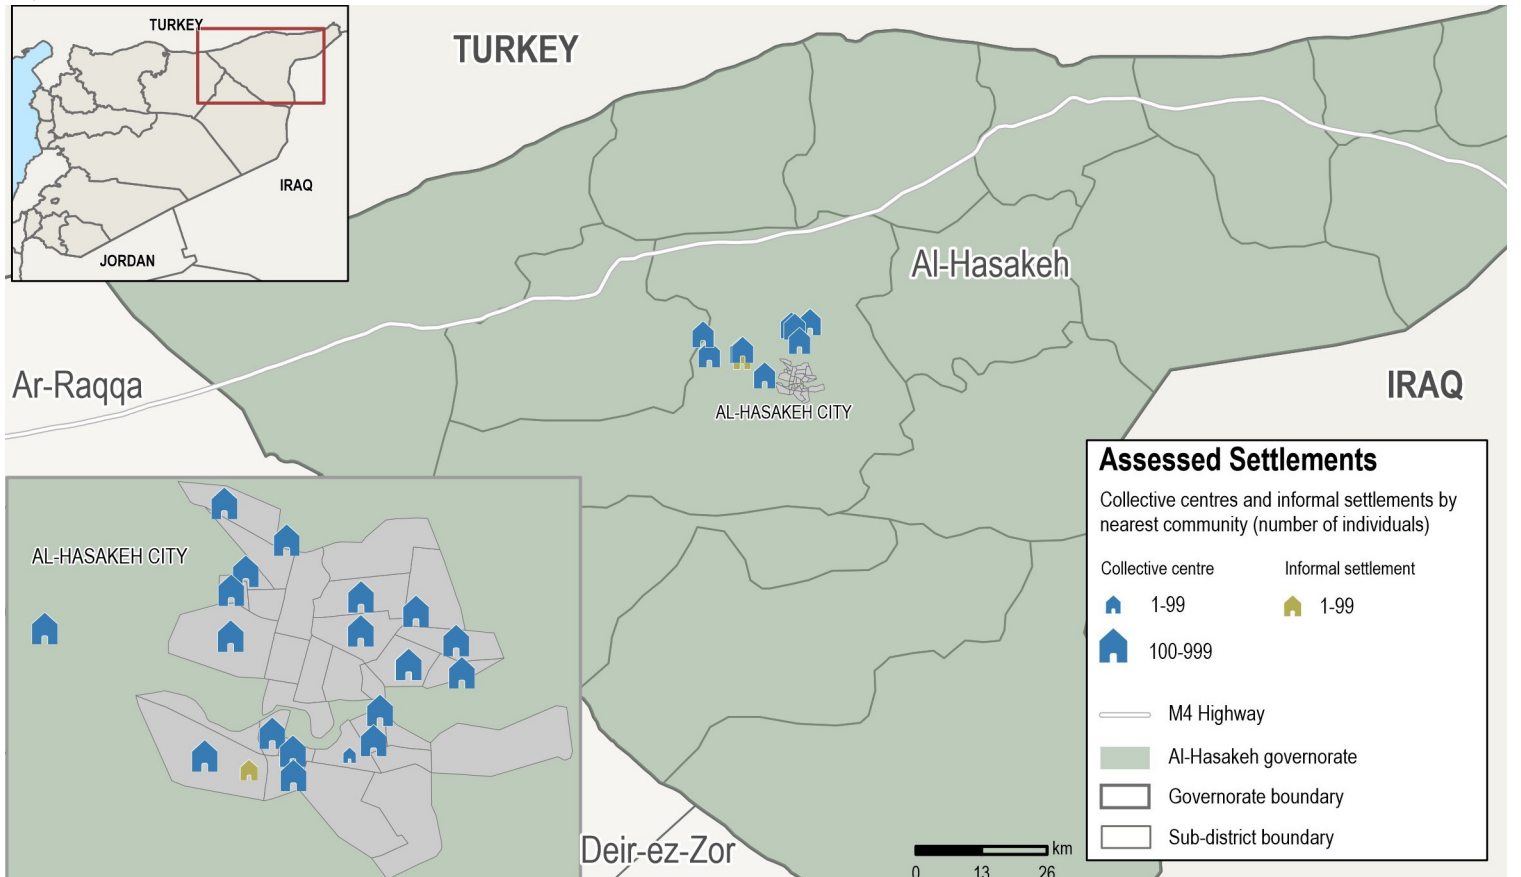 TURKEY
IRAQ
JORDAN
TURKEY
Al-Hasakeh
Ar-Raqqa
IRAQ
AL-HASAKEH CITY
AL-HASAKEH CITY
Deir-ez-Zor
Assessed Settlements
Collective centres and informal settlements by
nearest community (number of individuals)
Collective centre
Informal settlement
1-99
1-99
100-999
M4 Highway
Al-Hasakeh governorate
Governorate boundary
Sub-district boundary
km
0 13 26